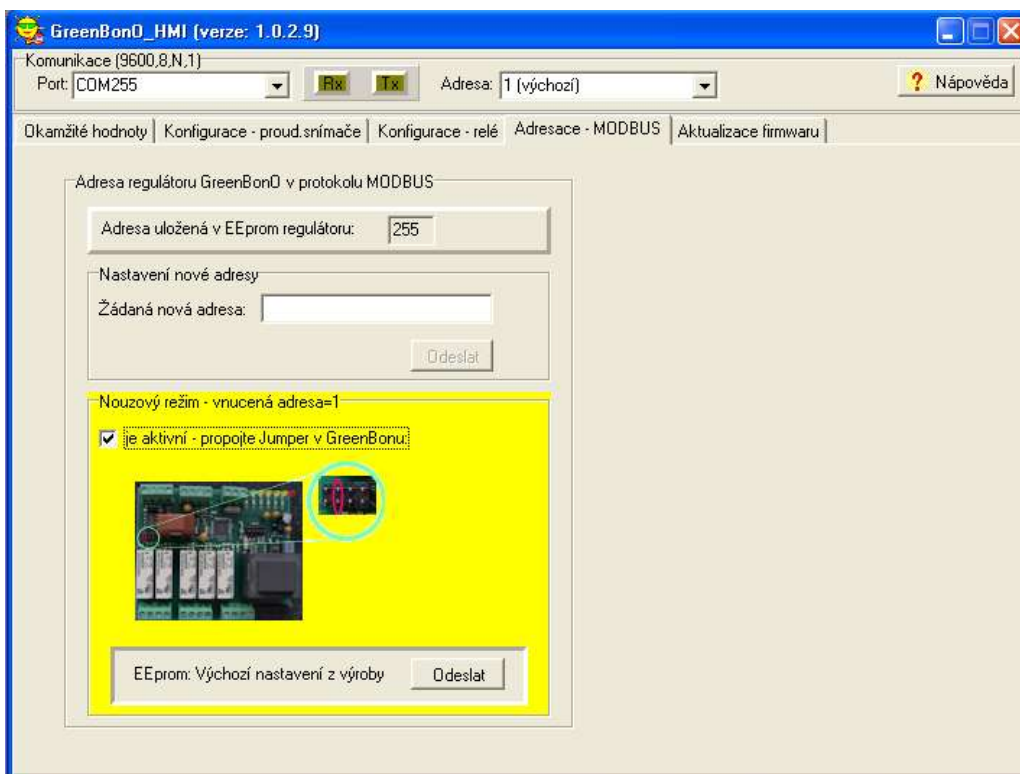 GreenBonO_HMI (verze: 1.0.2.9)
Komunikace (9600,8,N,1)
Port: COM255 Rx Tx Adresa: 1 (výchozí) ? Nápověda
Okamžité hodnoty Konfigurace - proud.snímače Konfigurace - relé Adresace - MODBUS Aktualizace firmwaru
Adresa regulátoru GreenBonO v protokolu MODBUS
Adresa uložená v EEprom regulátoru: 255
Nastavení nové adresy
Žádaná nová adresa:
Odeslat
Nouzový režim - vnucená adresa=1
je aktivní - propojte Jumper v GreenBonu:
EEprom: Výchozí nastavení z výroby Odeslat